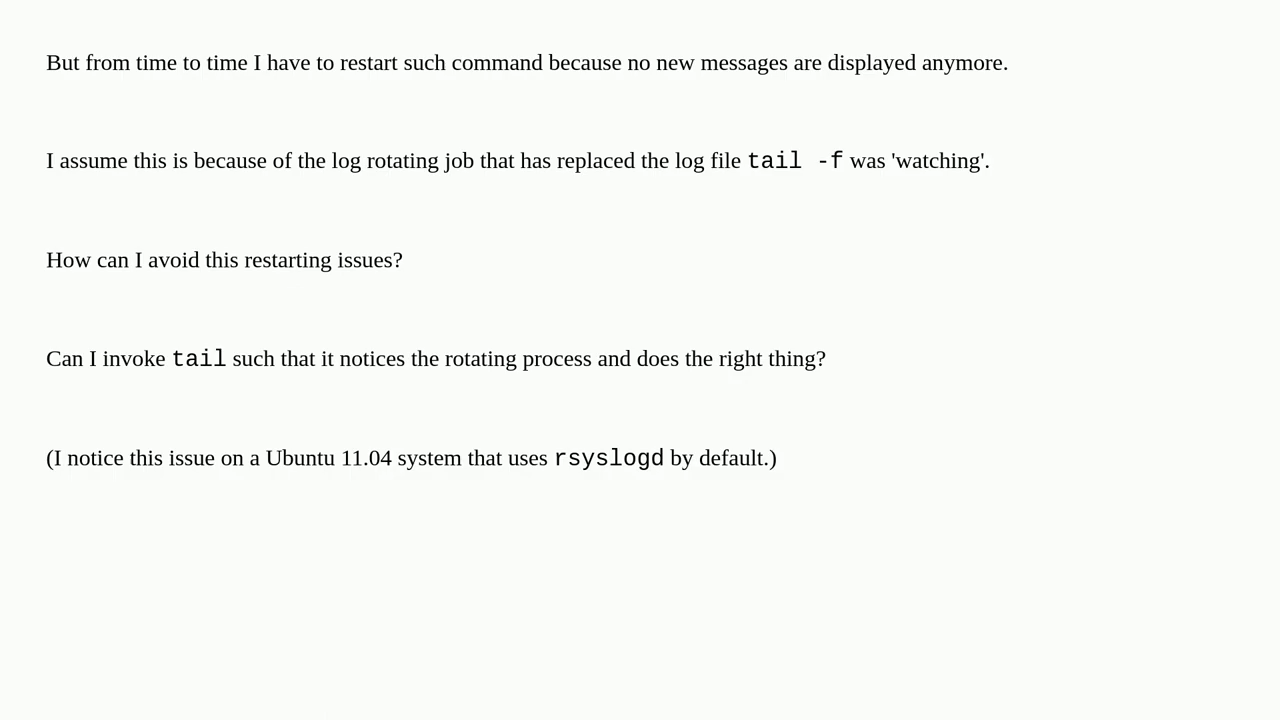 But from time to time I have to restart such command because no new messages are displayed anymore.
I assume this is because of the log rotating job that has replaced the log file tail -f was 'watching'.
How can I avoid this restarting issues?
Can I invoke tail such that it notices the rotating process and does the right thing?
(I notice this issue on a Ubuntu 11.04 system that uses rsyslogd by default.)